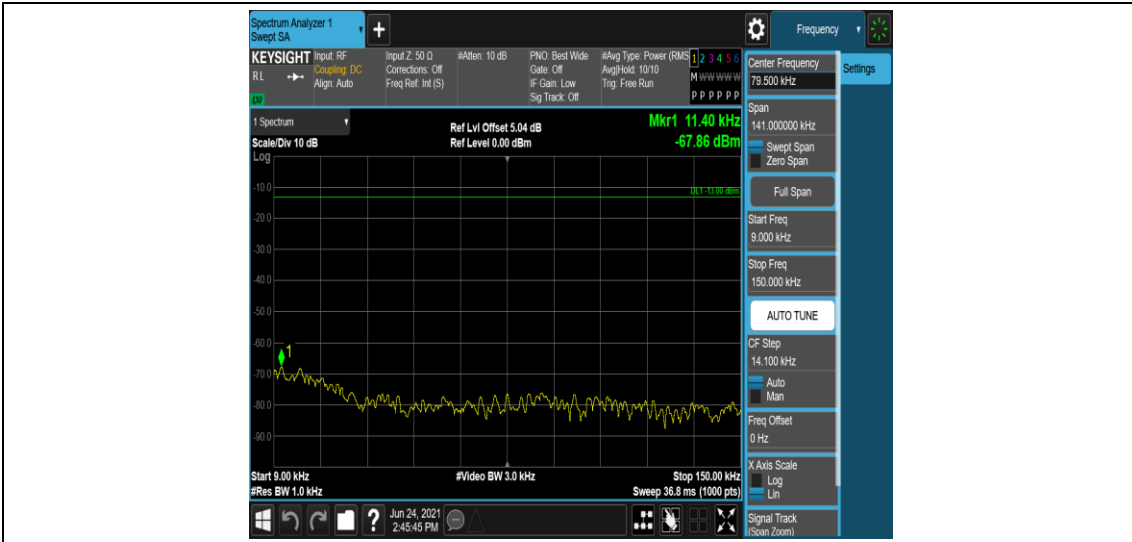 Spectrum Analyzer 1
Swept SA
+
Frequency
KEYSIGHT
Input: RF
Input Z: 50 Ω
#Atten: 10 dB
PNO: Best Wide
#Avg Type: Power (RMS
1 2 3 4 5 6
RL
Coupling: DC
Corrections: Off
Gate: Off
Avg|Hold: 10/10
M W W W W W
Align: Auto
Freq Ref: Int (S)
IF Gain: Low
Trig: Free Run
Sig Track: Off
P P P P P P
LXI
1 Spectrum
Ref Lvl Offset 5.04 dB
Mkr1 11.40 kHz
Scale/Div 10 dB
Ref Level 0.00 dBm
-67.86 dBm
Log
-10.0
DL1 -13.00 dBm
-20.0
-30.0
-40.0
-50.0
-60.0
1
-70.0
-80.0
-90.0
Start 9.00 kHz
#Video BW 3.0 kHz
Stop 150.00 kHz
#Res BW 1.0 kHz
Sweep 36.8 ms (1000 pts)
?
Jun 24, 2021
2:45:45 PM
Center Frequency
79.500 kHz
Settings
Span
141.000000 kHz
Swept Span
Zero Span
Full Span
Start Freq
9.000 kHz
Stop Freq
150.000 kHz
AUTO TUNE
CF Step
14.100 kHz
Auto
Man
Freq Offset
0 Hz
X Axis Scale
Log
Lin
Signal Track
(Span Zoom)